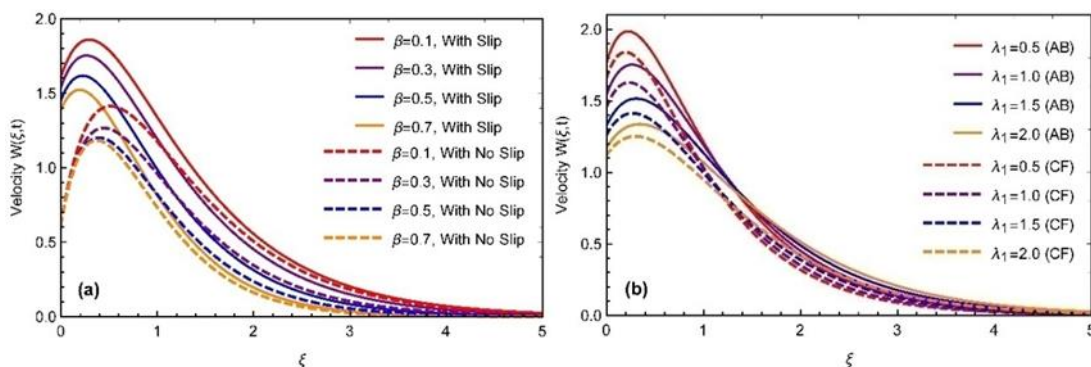 2.0
1.5
1.0
0.5
0.0
Velocity W(ξ,t)
β=0.1, With Slip
β=0.3, With Slip
β=0.5, With Slip
β=0.7, With Slip
β=0.1, With No Slip
β=0.3, With No Slip
β=0.5, With No Slip
β=0.7, With No Slip
(a)
0 1 2 3 4 5
ξ
2.0
1.5
1.0
0.5
0.0
Velocity W(ξ,t)
λ₁=0.5 (AB)
λ₁=1.0 (AB)
λ₁=1.5 (AB)
λ₁=2.0 (AB)
λ₁=0.5 (CF)
λ₁=1.0 (CF)
λ₁=1.5 (CF)
λ₁=2.0 (CF)
(b)
0 1 2 3 4 5
ξ